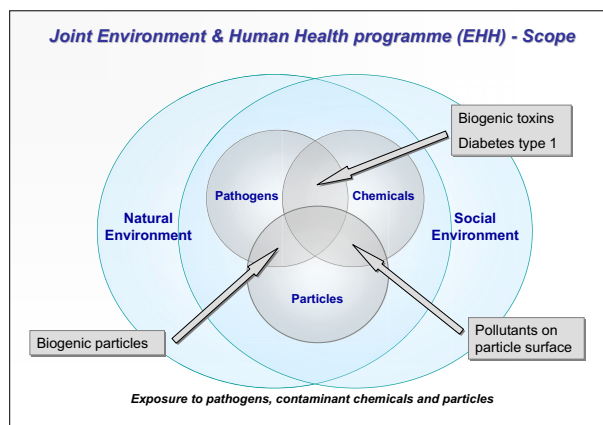 Joint Environment & Human Health programme (EHH) - Scope
Biogenic toxins
Diabetes type 1
Pathogens
Chemicals
Natural
Environment
Social
Environment
Particles
Biogenic particles
Pollutants on
particle surface
Exposure to pathogens, contaminant chemicals and particles